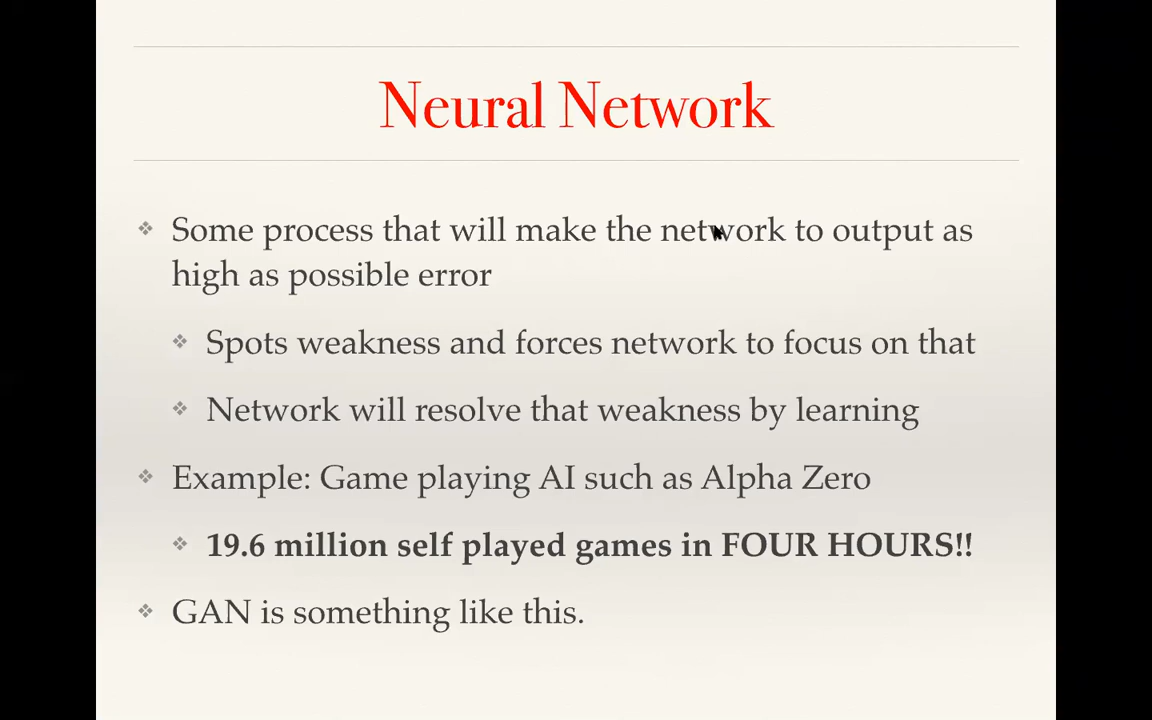 Neural Network
Some process that will make the network to output as
high as possible error
Spots weakness and forces network to focus on that
Network will resolve that weakness by learning
Example: Game playing AI such as Alpha Zero
19.6 million self played games in FOUR HOURS!!
GAN is something like this.